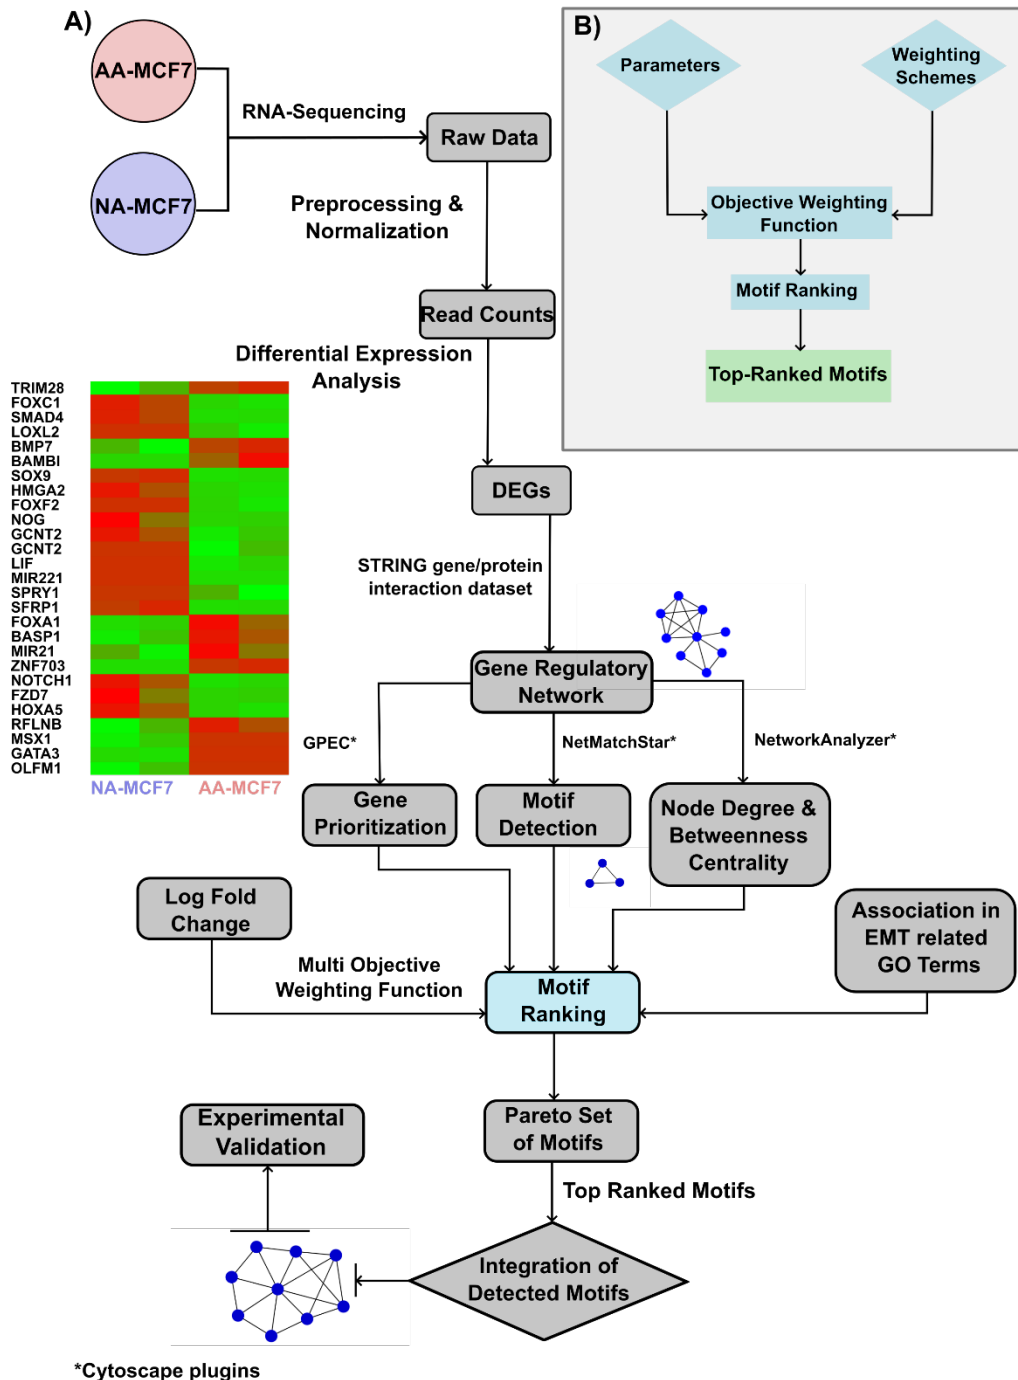 A)
AA-MCF7
NA-MCF7
RNA-Sequencing
Raw Data
Preprocessing &
Normalization
Read Counts
Differential Expression
Analysis
DEGs
STRING gene/protein
interaction dataset
TRIM28
FOXC1
SMAD4
LOXL2
BMP7
BAMBI
SOX9
HMGA2
FOXF2
NOG
GCNT2
GCNT2
LIF
MIR221
SPRY1
SFRP1
FOXA1
BASP1
MIR21
ZNF703
NOTCH1
FZD7
HOXA5
RFLNB
MSX1
GATA3
OLFM1
NA-MCF7 AA-MCF7
Gene Regulatory
Network
GPEC*
NetMatchStar*
NetworkAnalyzer*
Gene
Prioritization
Motif
Detection
Node Degree &
Betweenness
Centrality
Log Fold
Change
Association in
EMT related
GO Terms
Multi Objective
Weighting Function
Motif
Ranking
Pareto Set
of Motifs
Top Ranked Motifs
Experimental
Validation
Integration of
Detected Motifs
*Cytoscape plugins
B)
Parameters
Weighting
Schemes
Objective Weighting
Function
Motif Ranking
Top-Ranked Motifs